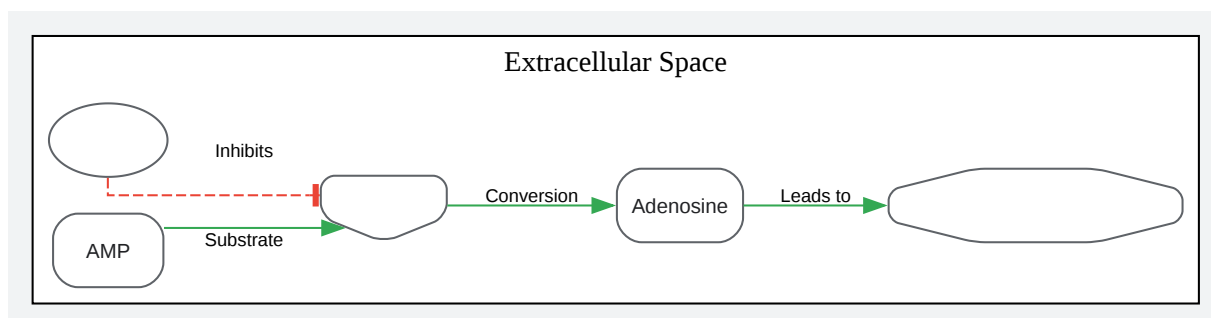 Extracellular Space
Inhibits
Conversion
Leads to
Adenosine
Substrate
AMP